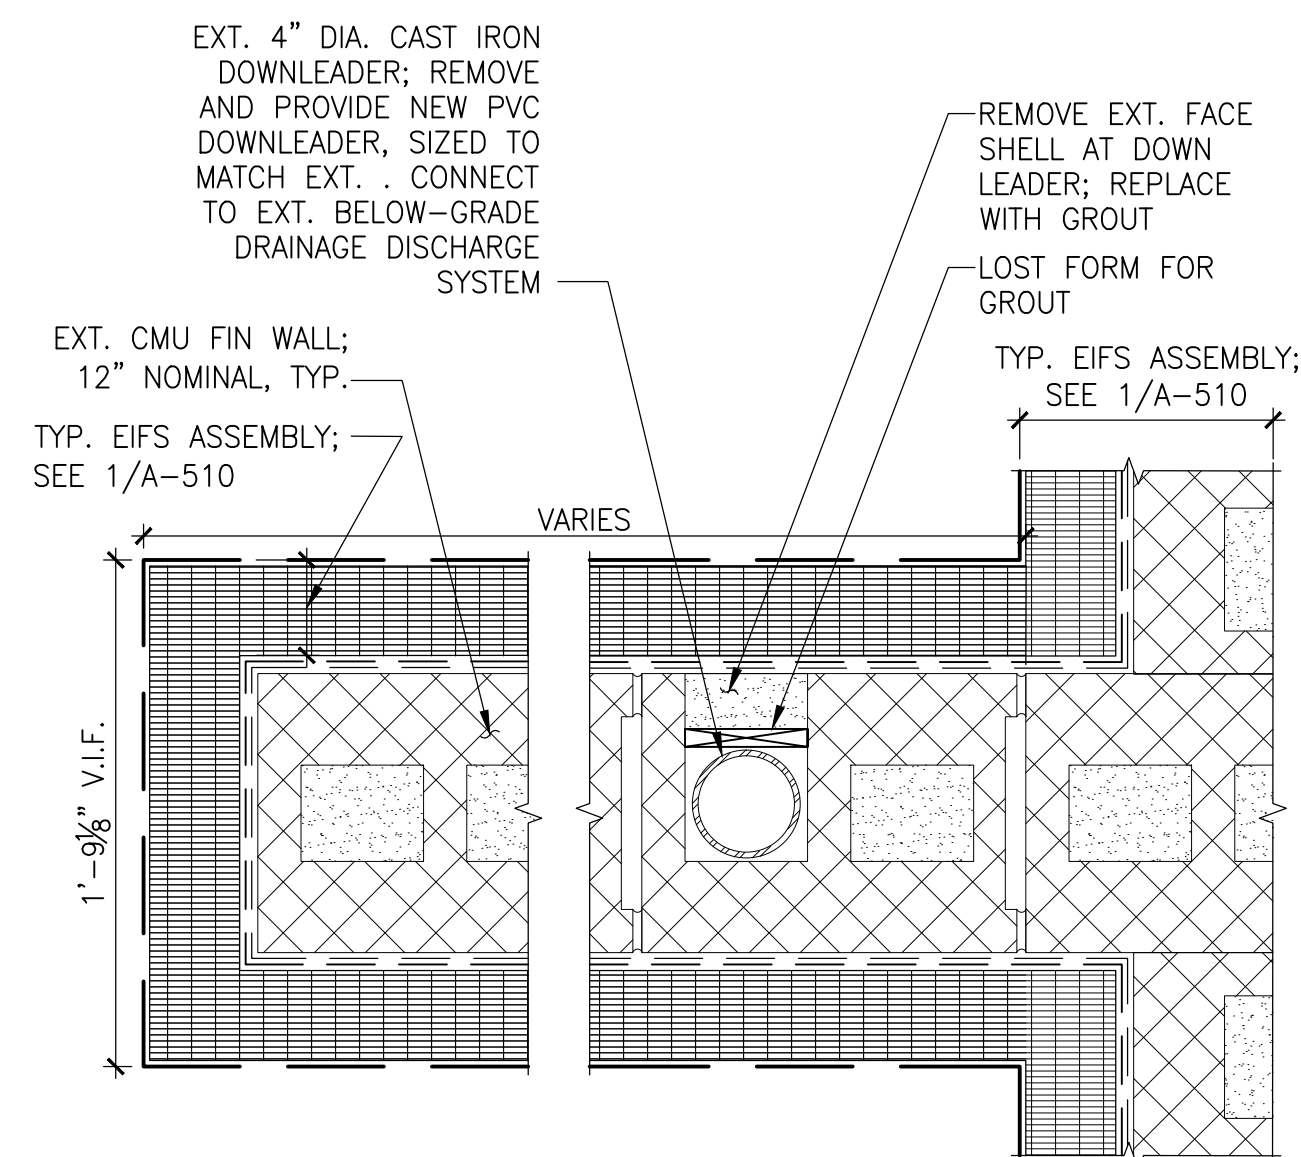 EXT. 4" DIA. CAST IRON
DOWNLEADER; REMOVE
AND PROVIDE NEW PVC
DOWNLEADER, SIZED TO
MATCH EXT. . CONNECT
TO EXT. BELOW-GRADE
DRAINAGE DISCHARGE
SYSTEM
REMOVE EXT. FACE
SHELL AT DOWN
LEADER; REPLACE
WITH GROUT
LOST FORM FOR
GROUT
EXT. CMU FIN WALL;
12" NOMINAL, TYP.
TYP. EIFS ASSEMBLY;
SEE 1/A-510
TYP. EIFS ASSEMBLY;
SEE 1/A-510
VARIES
1'-9⅛" V.I.F.